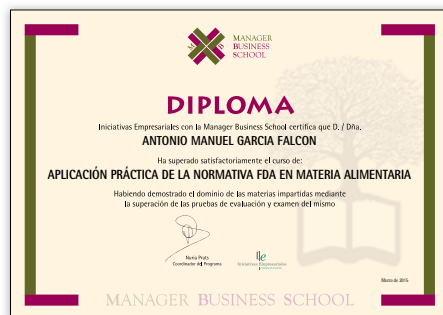 M B
MANAGER
BUSINESS
SCHOOL
DIPLOMA
Iniciativas Empresariales con la Manager Business School certifica que D. / Dña.
ANTONIO MANUEL GARCIA FALCON
Ha superado satisfactoriamente el curso de:
APLICACIÓN PRÁCTICA DE LA NORMATIVA FDA EN MATERIA ALIMENTARIA
Habiendo demostrado el dominio de las materias impartidas mediante
la superación de las pruebas de evaluación y examen del mismo
Nuria Prats
Coordinador del Programa
Iniciativas Empresariales
Marzo de 2015
MANAGER BUSINESS SCHOOL